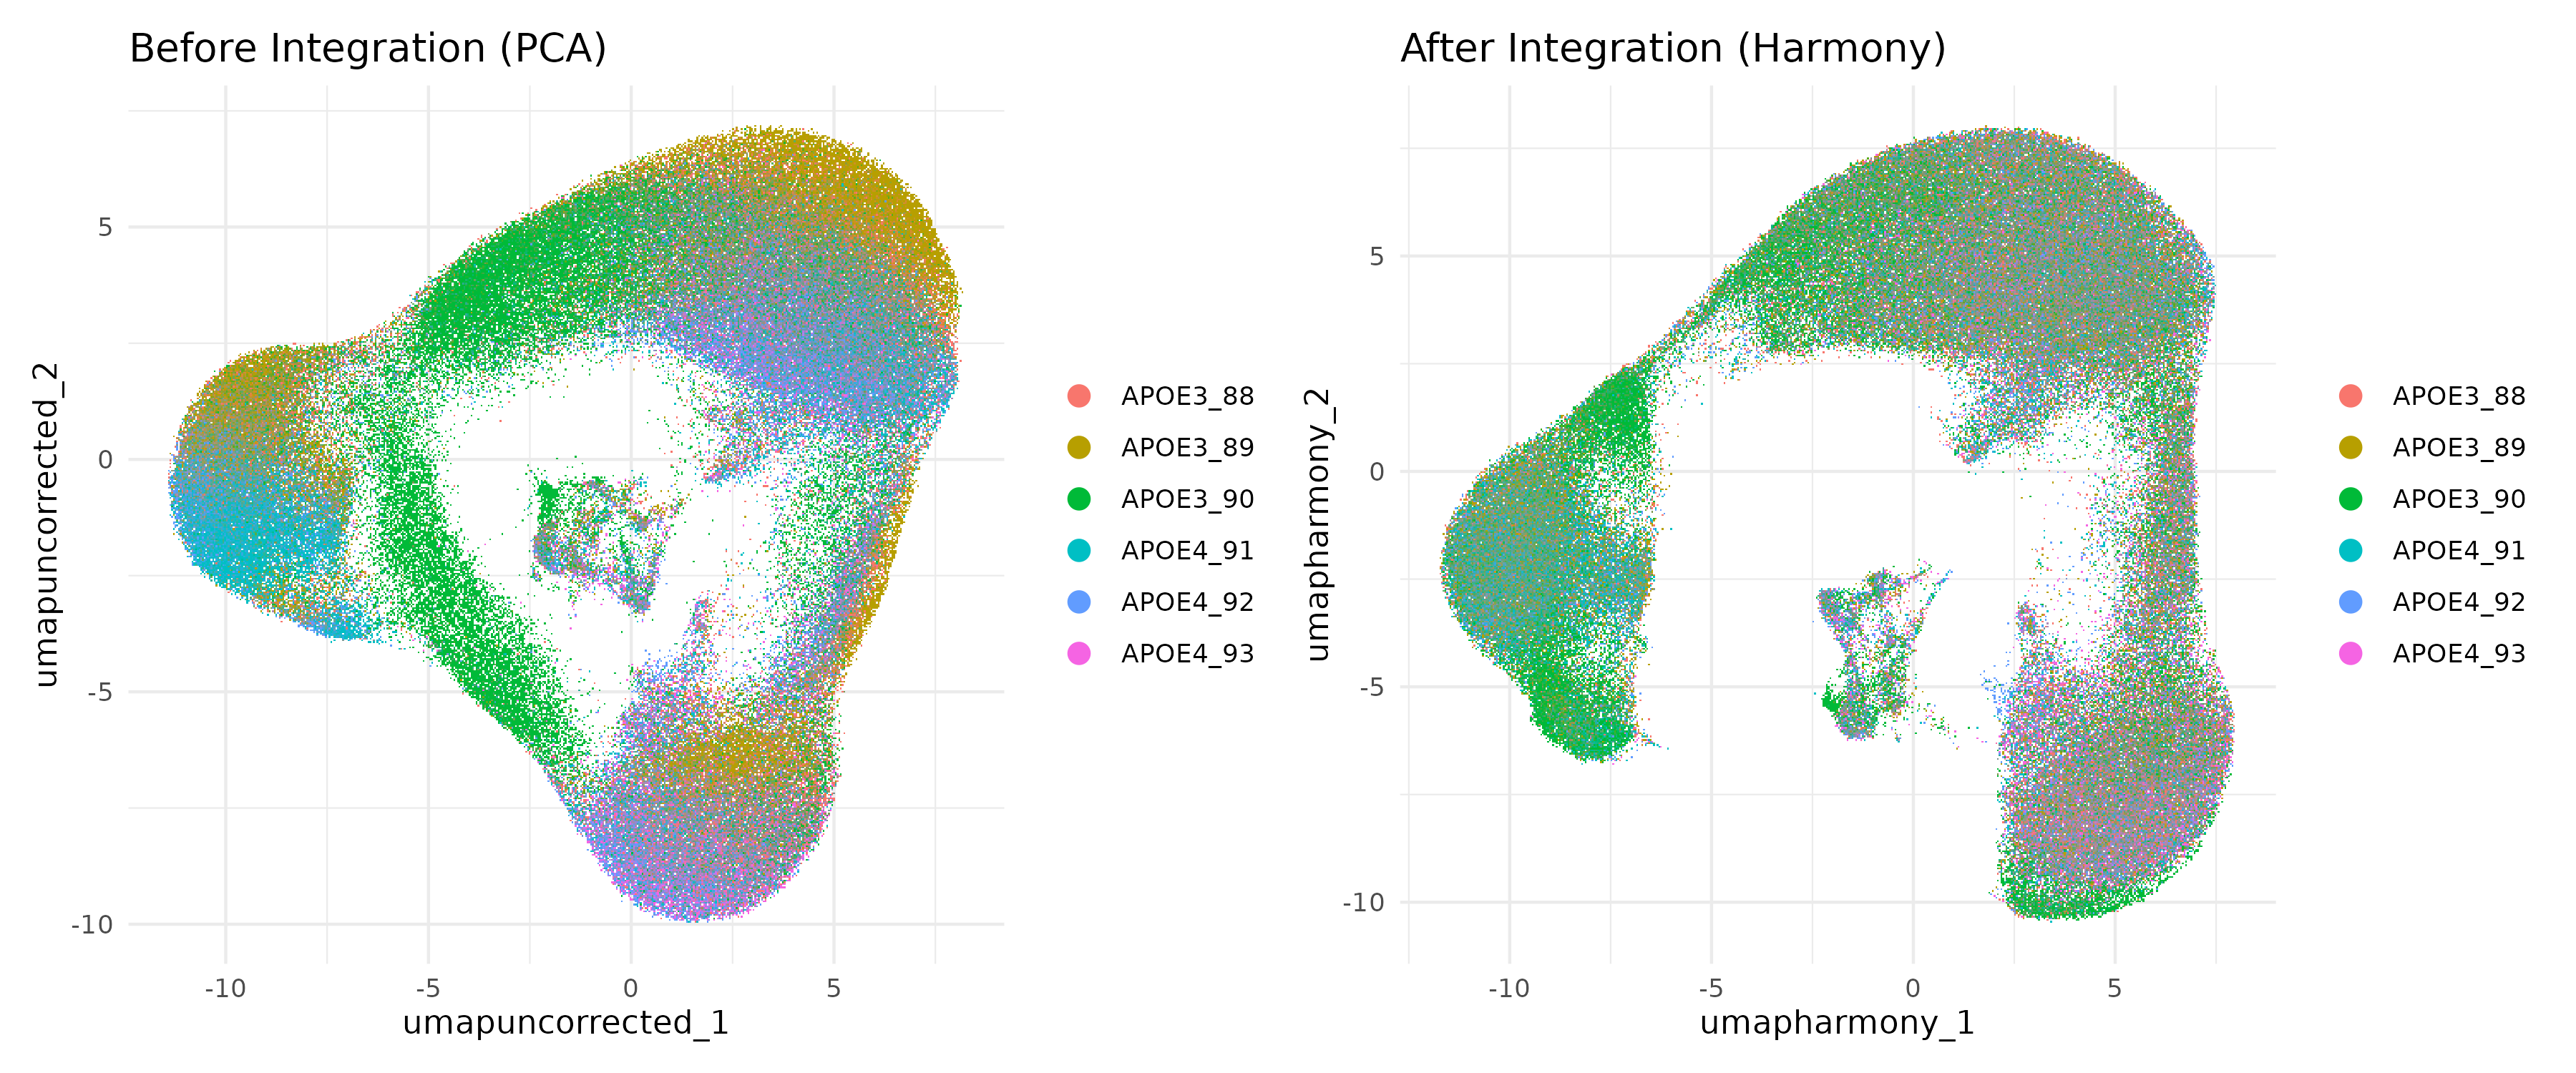 Before Integration (PCA)
5
0
-5
-10
-10
-5
0
5
umapuncorrected_1
umapuncorrected_2
APOE3_88
APOE3_89
APOE3_90
APOE4_91
APOE4_92
APOE4_93
After Integration (Harmony)
5
0
-5
-10
-10
-5
0
5
umapharmony_1
umapharmony_2
APOE3_88
APOE3_89
APOE3_90
APOE4_91
APOE4_92
APOE4_93